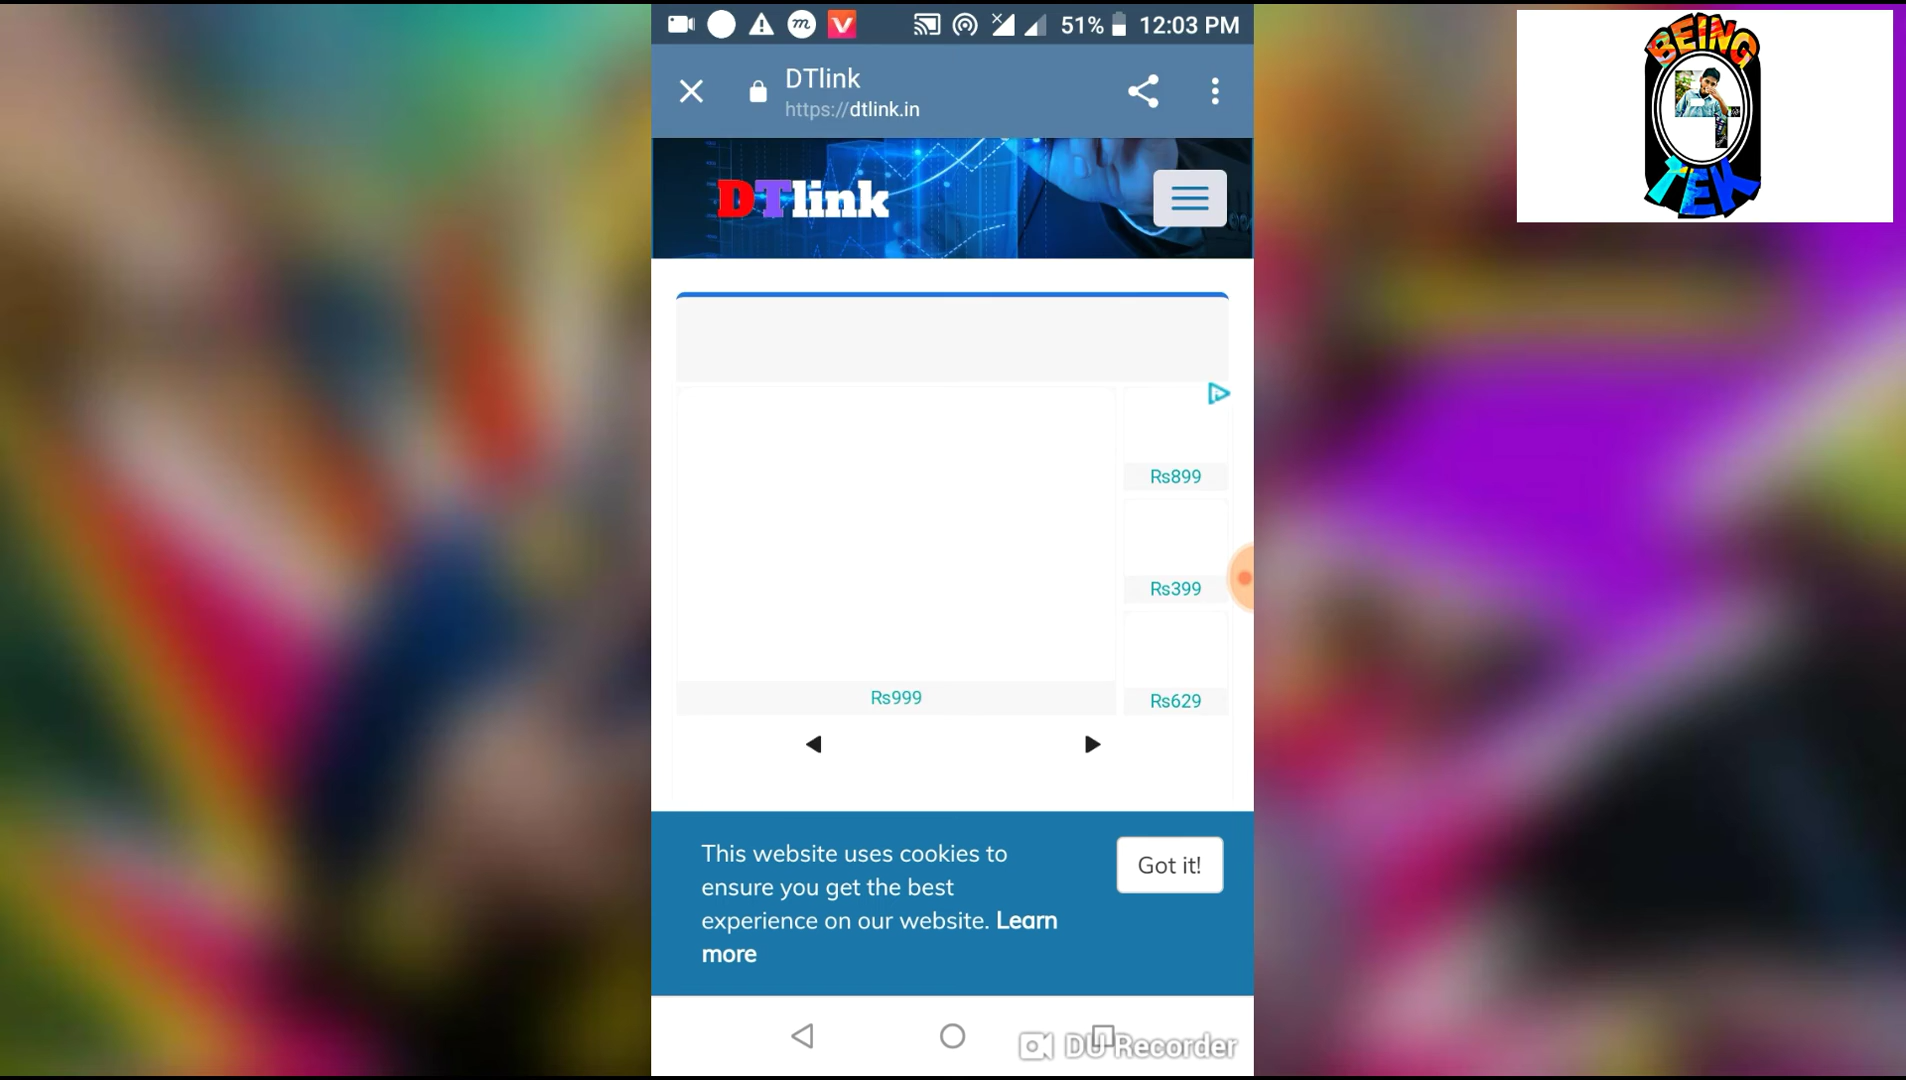 51% 12:03 PM
DTlink
https://dtlink.in
DTlink
Rs899
Rs399
Rs999
Rs629
This website uses cookies to
ensure you get the best
experience on our website. Learn
more
Got it!
DU Recorder
BEING
TEK